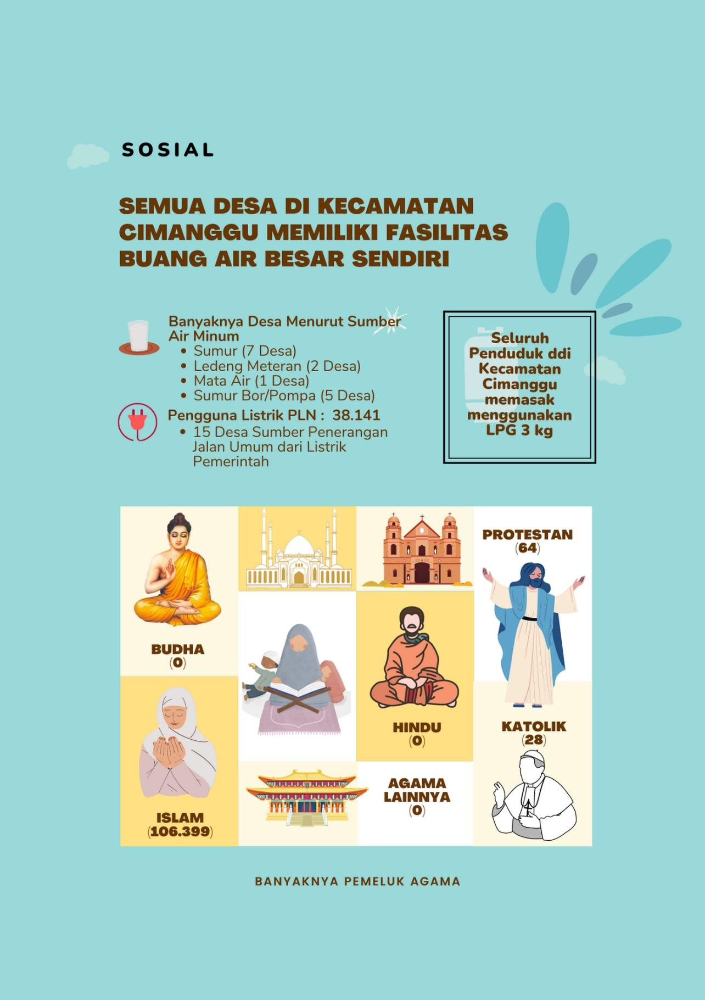 SOSIAL
SEMUA DESA DI KECAMATAN
CIMANGGU MEMILIKI FASILITAS
BUANG AIR BESAR SENDIRI
Banyaknya Desa Menurut Sumber
Air Minum
• Sumur (7 Desa)
• Ledeng Meteran (2 Desa)
• Mata Air (1 Desa)
• Sumur Bor/Pompa (5 Desa)
Pengguna Listrik PLN : 38.141
• 15 Desa Sumber Penerangan
Jalan Umum dari Listrik
Pemerintah
Seluruh
Penduduk ddi
Kecamatan
Cimanggu
memasak
menggunakan
LPG 3 kg
PROTESTAN
(64)
BUDHA
(0)
HINDU
(0)
KATOLIK
(28)
ISLAM
(106.399)
AGAMA
LAINNYA
(0)
BANYAKNYA PEMELUK AGAMA